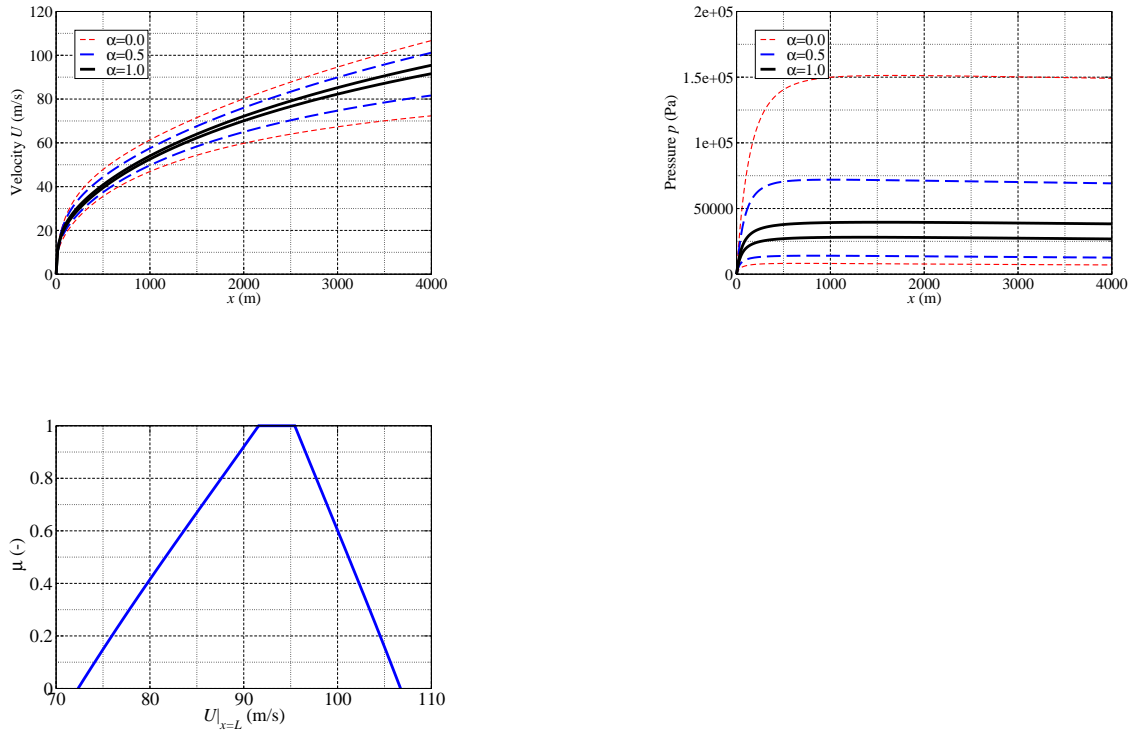 120
100
80
60
40
20
0
Velocity U (m/s)
α=0.0
α=0.5
α=1.0
0 1000 2000 3000 4000
x (m)
2e+05
1.5e+05
1e+05
50000
0
Pressure p (Pa)
α=0.0
α=0.5
α=1.0
0 1000 2000 3000 4000
x (m)
1
0.8
0.6
0.4
0.2
0
μ (-)
70 80 90 100 110
U|x=L (m/s)